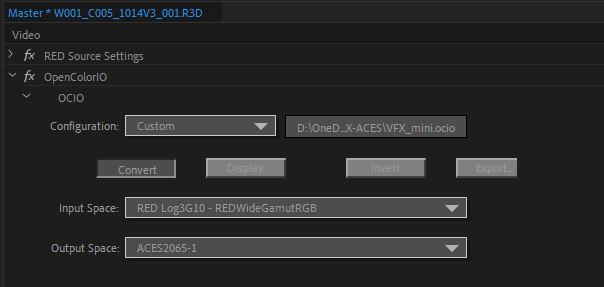 Master * W001_C005_1014V3_001.R3D
Video
fx RED Source Settings
fx OpenColorIO
OCIO
Configuration: Custom D:\OneD...X-ACES\VFX_mini.ocio
Convert Display Invert Export...
Input Space: RED Log3G10 - REDWideGamutRGB
Output Space: ACES2065-1